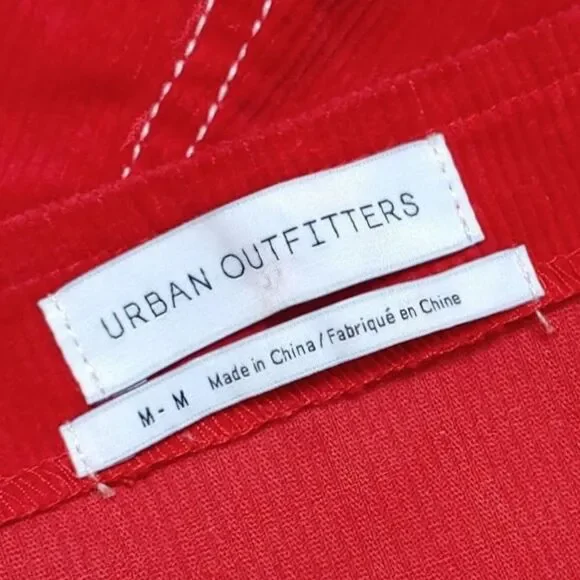 URBAN OUTFITTERS
M - M Made in China / Fabriqué en Chine